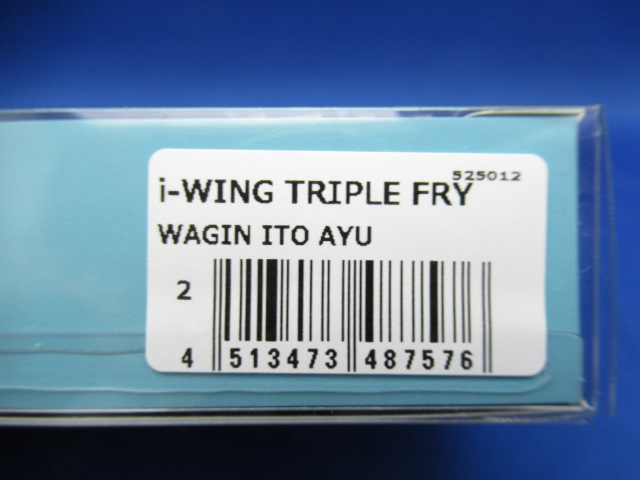 525012
i-WING TRIPLE FRY
WAGIN ITO AYU
2
4 513473 487576